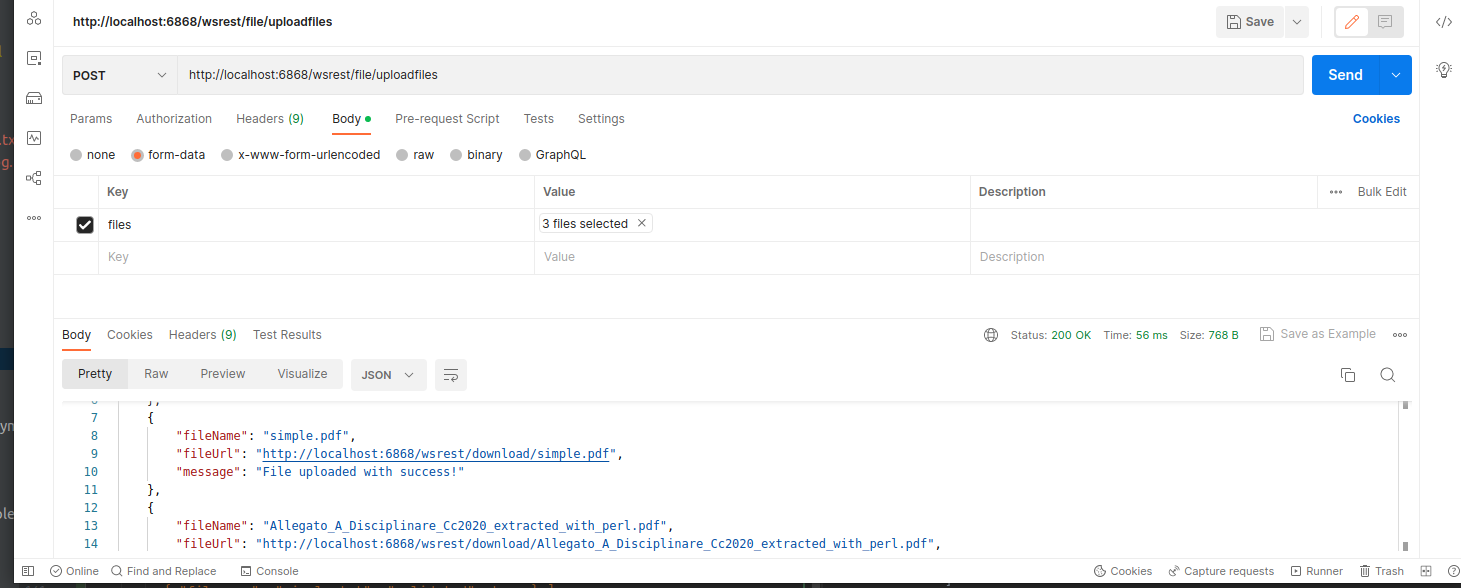 http://localhost:6868/wsrest/file/uploadfiles
Save
POST
http://localhost:6868/wsrest/file/uploadfiles
Send
Params Authorization Headers (9) Body Pre-request Script Tests Settings Cookies
none form-data x-www-form-urlencoded raw binary GraphQL
Key Value Description Bulk Edit
files 3 files selected
Key Value Description
Body Cookies Headers (9) Test Results Status: 200 OK Time: 56 ms Size: 768 B Save as Example
Pretty Raw Preview Visualize JSON
6 },
7 {
8 "fileName": "simple.pdf",
9 "fileUrl": "http://localhost:6868/wsrest/download/simple.pdf",
10 "message": "File uploaded with success!"
11 },
12 {
13 "fileName": "Allegato_A_Disciplinare_Cc2020_extracted_with_perl.pdf",
14 "fileUrl": "http://localhost:6868/wsrest/download/Allegato_A_Disciplinare_Cc2020_extracted_with_perl.pdf",
Online Find and Replace Console Cookies Capture requests Runner Trash